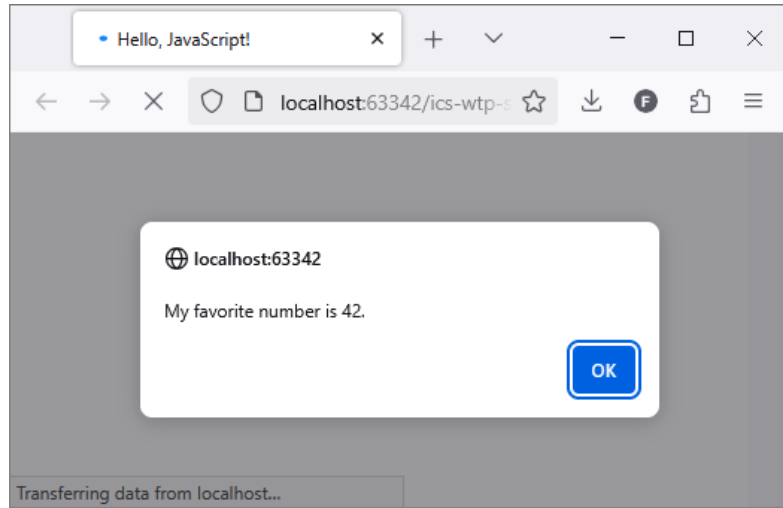 Hello, JavaScript!
localhost:63342/ics-wtp-s
F
localhost:63342
My favorite number is 42.
OK
Transferring data from localhost...